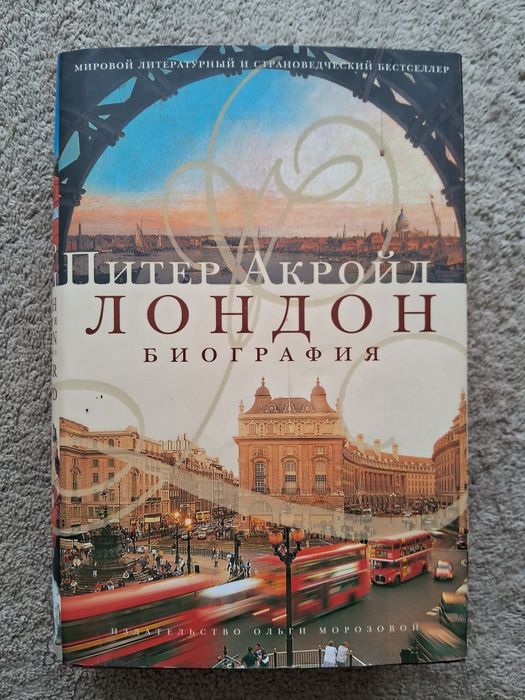 МИРОВОЙ ЛИТЕРАТУРНЫЙ И СТРАНОВЕДЧЕСКИЙ БЕСТСЕЛЛЕР
ПИТЕР АКРОЙД
ЛОНДОН
БИОГРАФИЯ
ИЗДАТЕЛЬСТВО ОЛЬГИ МОРОЗОВОЙ